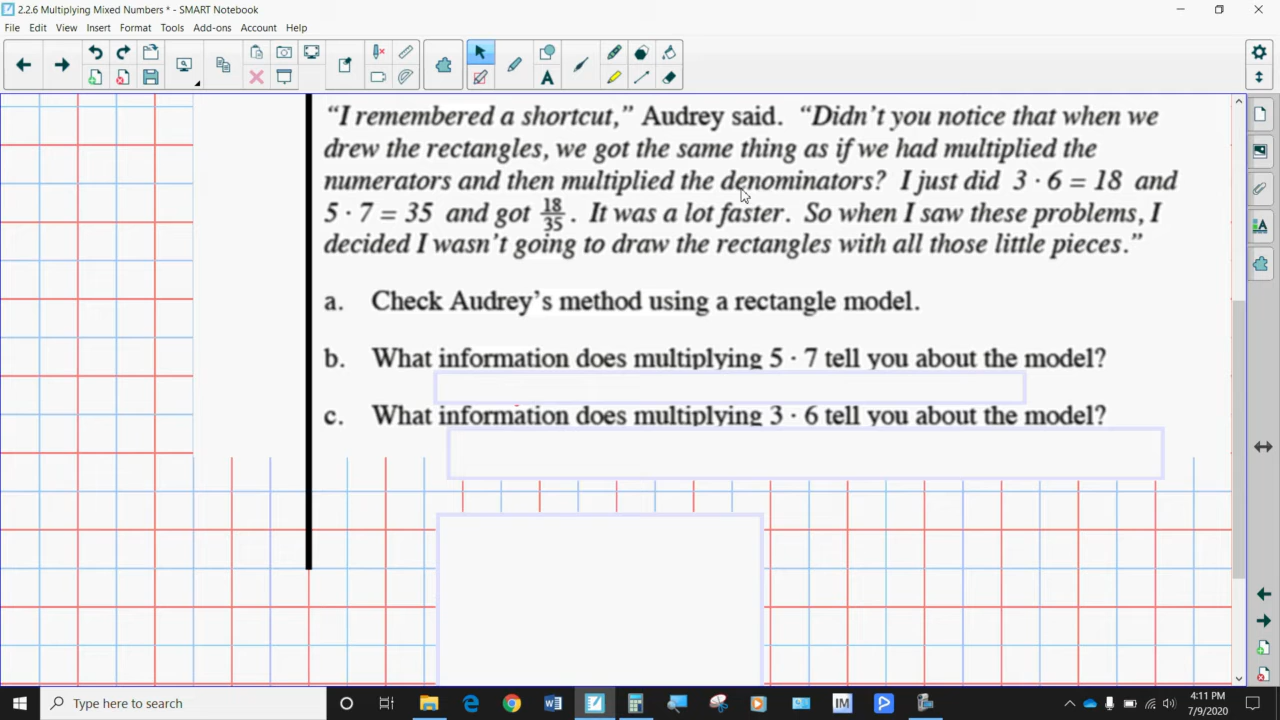 2.2.6 Multiplying Mixed Numbers * - SMART Notebook
File Edit View Insert Format Tools Add-ons Account Help
“I remembered a shortcut,” Audrey said. “Didn’t you notice that when we
drew the rectangles, we got the same thing as if we had multiplied the
numerators and then multiplied the denominators? I just did 3 · 6 = 18 and
5 · 7 = 35 and got 18/35. It was a lot faster. So when I saw these problems, I
decided I wasn’t going to draw the rectangles with all those little pieces.”
a. Check Audrey’s method using a rectangle model.
b. What information does multiplying 5 · 7 tell you about the model?
c. What information does multiplying 3 · 6 tell you about the model?
Type here to search
4:11 PM
7/9/2020